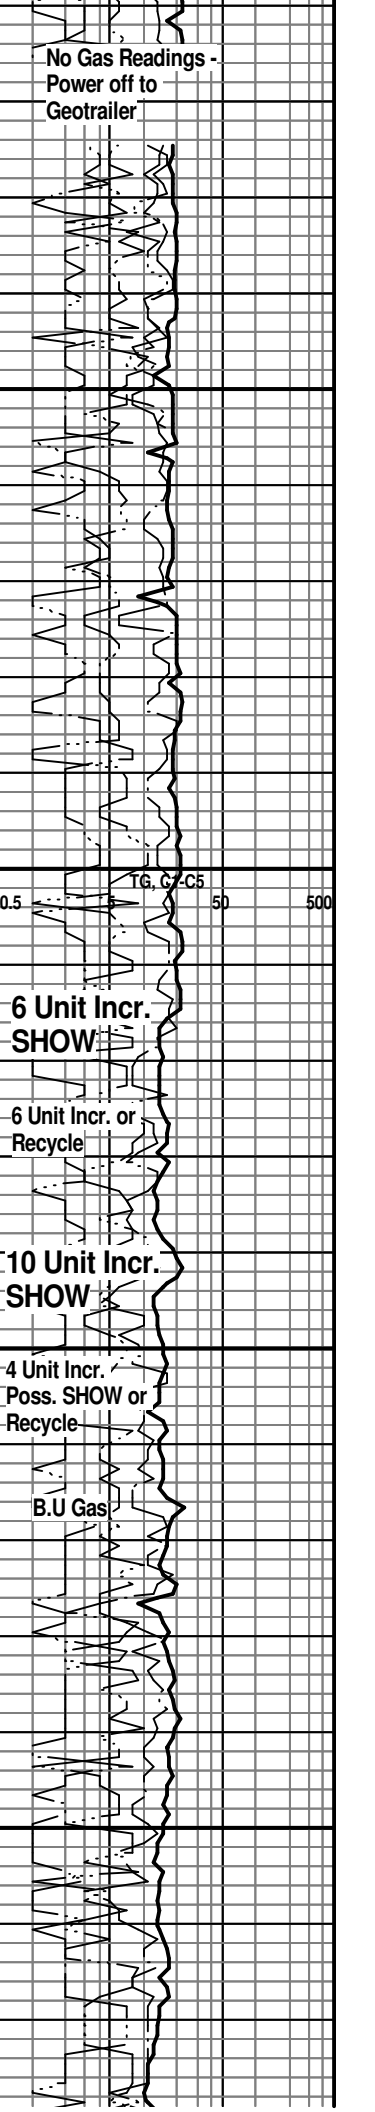 No Gas Readings -
Power off to
Geotrailer
TG, C1-C5
0.5 5 50 500
6 Unit Incr.
SHOW
6 Unit Incr. or
Recycle
10 Unit Incr.
SHOW
4 Unit Incr.
Poss. SHOW or
Recycle
B.U Gas